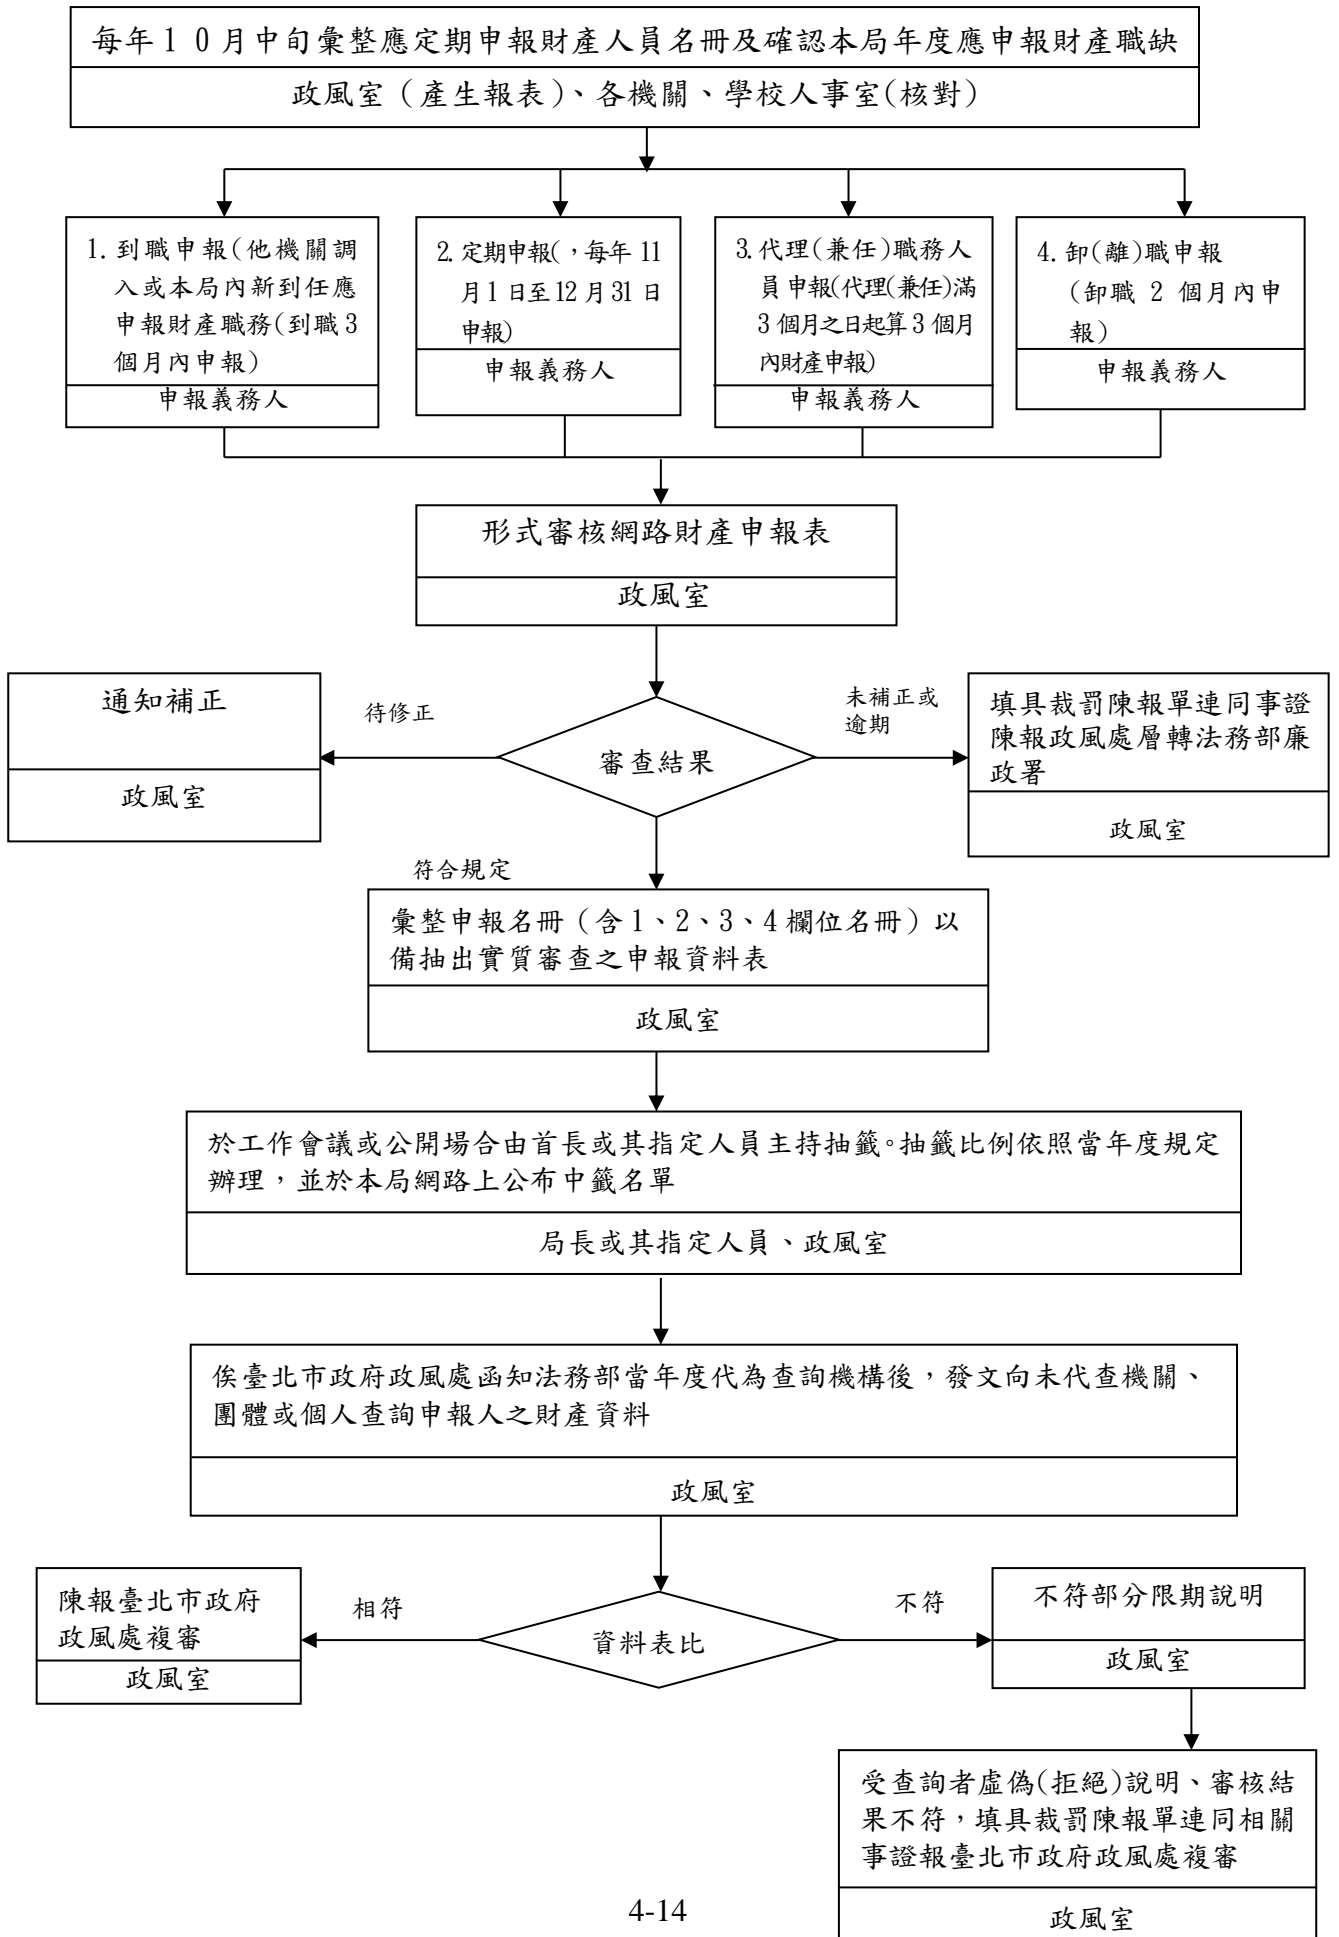 每年１０月中旬彙整應定期申報財產人員名冊及確認本局年度應申報財產職缺
政風室（產生報表）、各機關、學校人事室(核對)
1.到職申報(他機關調
入或本局內新到任應
申報財產職務(到職3
個月內申報)
申報義務人
2.定期申報(，每年11
月1日至12月31日
申報)
申報義務人
3.代理(兼任)職務人
員申報(代理(兼任)滿
3個月之日起算3個月
內財產申報)
申報義務人
4.卸(離)職申報
(卸職 2 個月內申
報)
申報義務人
形式審核網路財產申報表
政風室
通知補正
政風室
待修正
審查結果
未補正或
逾期
填具裁罰陳報單連同事證
陳報政風處層轉法務部廉
政署
政風室
符合規定
彙整申報名冊（含1、2、3、4欄位名冊）以
備抽出實質審查之申報資料表
政風室
於工作會議或公開場合由首長或其指定人員主持抽籤。抽籤比例依照當年度規定
辦理，並於本局網路上公布中籤名單
局長或其指定人員、政風室
俟臺北市政府政風處函知法務部當年度代為查詢機構後，發文向未代查機關、
團體或個人查詢申報人之財產資料
政風室
陳報臺北市政府
政風處複審
政風室
相符
資料表比
不符
不符部分限期說明
政風室
受查詢者虛偽(拒絕)說明、審核結
果不符，填具裁罰陳報單連同相關
事證報臺北市政府政風處複審
政風室
4-14